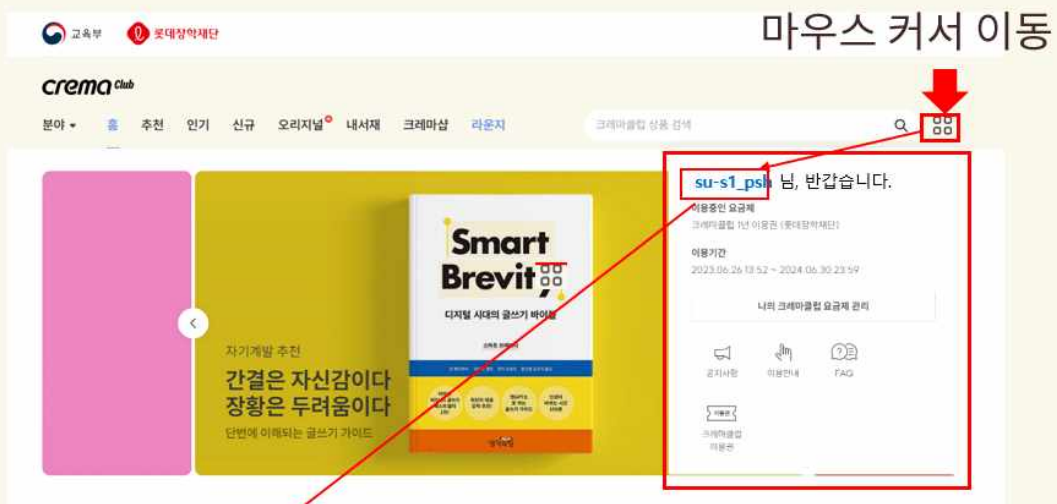 교육부 롯데장학재단
마우스 커서 이동
crema club
분야 홈 추천 인기 신규 오리지널 내서재 크레마샵 라운지
크레마클럽 상품 검색
su-s1_psh 님, 반갑습니다.
이용중인 요금제
크레마클럽 1년 이용권 (롯데장학재단)
이용기간
2023.06.26 13:52 ~ 2024.06.30 23:59
나의 크레마클럽 요금제 관리
공지사항 이용안내 FAQ
이용권
크레마클럽
이용권
Smart
Brevity
디지털 시대의 글쓰기 바이블
스마트 브레비티
자기계발 추천
간결은 자신감이다
장황은 두려움이다
단번에 이해되는 글쓰기 가이드